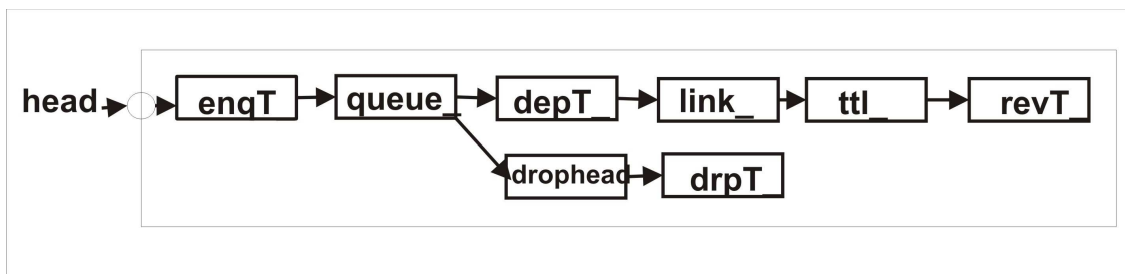 head enqT queue_ depT_ link_ ttl_ revT_
drophead drpT_